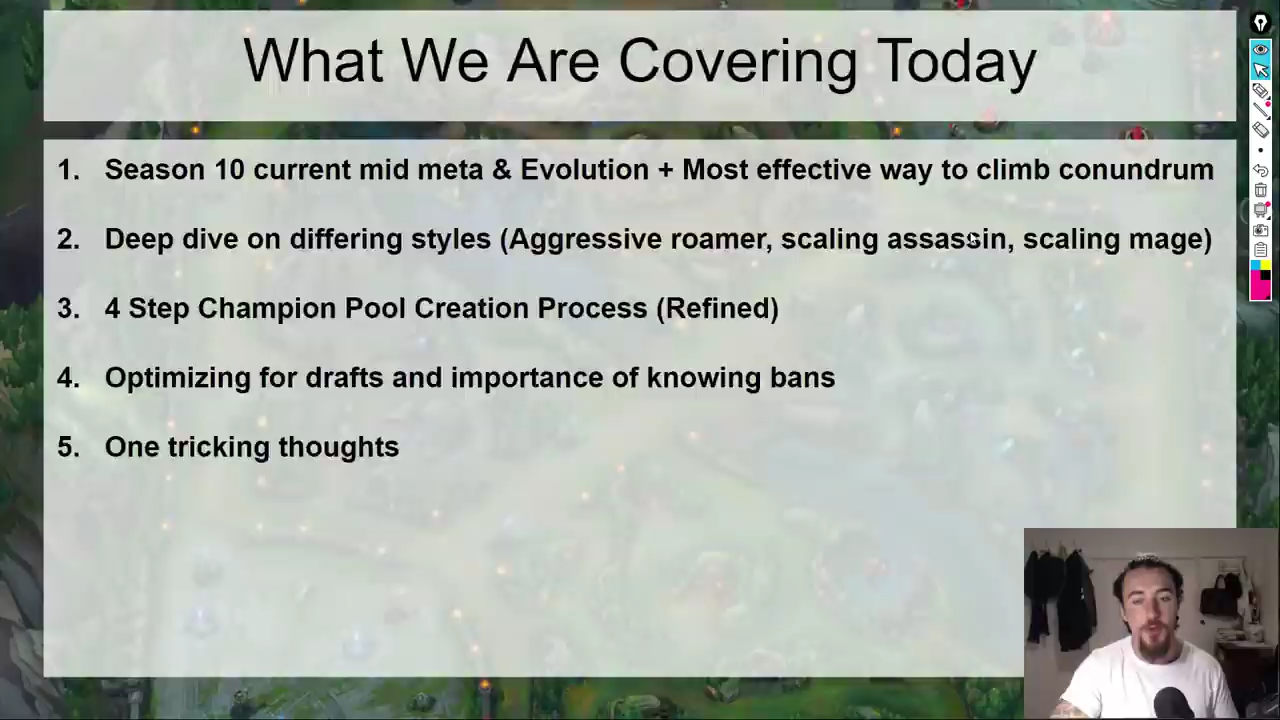 What We Are Covering Today
1. Season 10 current mid meta & Evolution + Most effective way to climb conundrum
2. Deep dive on differing styles (Aggressive roamer, scaling assassin, scaling mage)
3. 4 Step Champion Pool Creation Process (Refined)
4. Optimizing for drafts and importance of knowing bans
5. One tricking thoughts